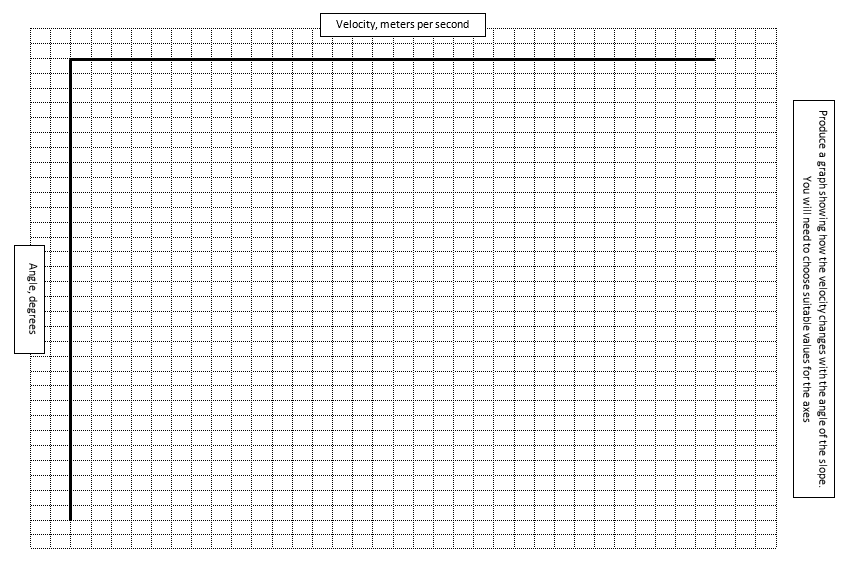 Velocity, meters per second
Produce a graph showing how the velocity changes with the angle of the slope.
You will need to choose suitable values for the axes
Angle, degrees